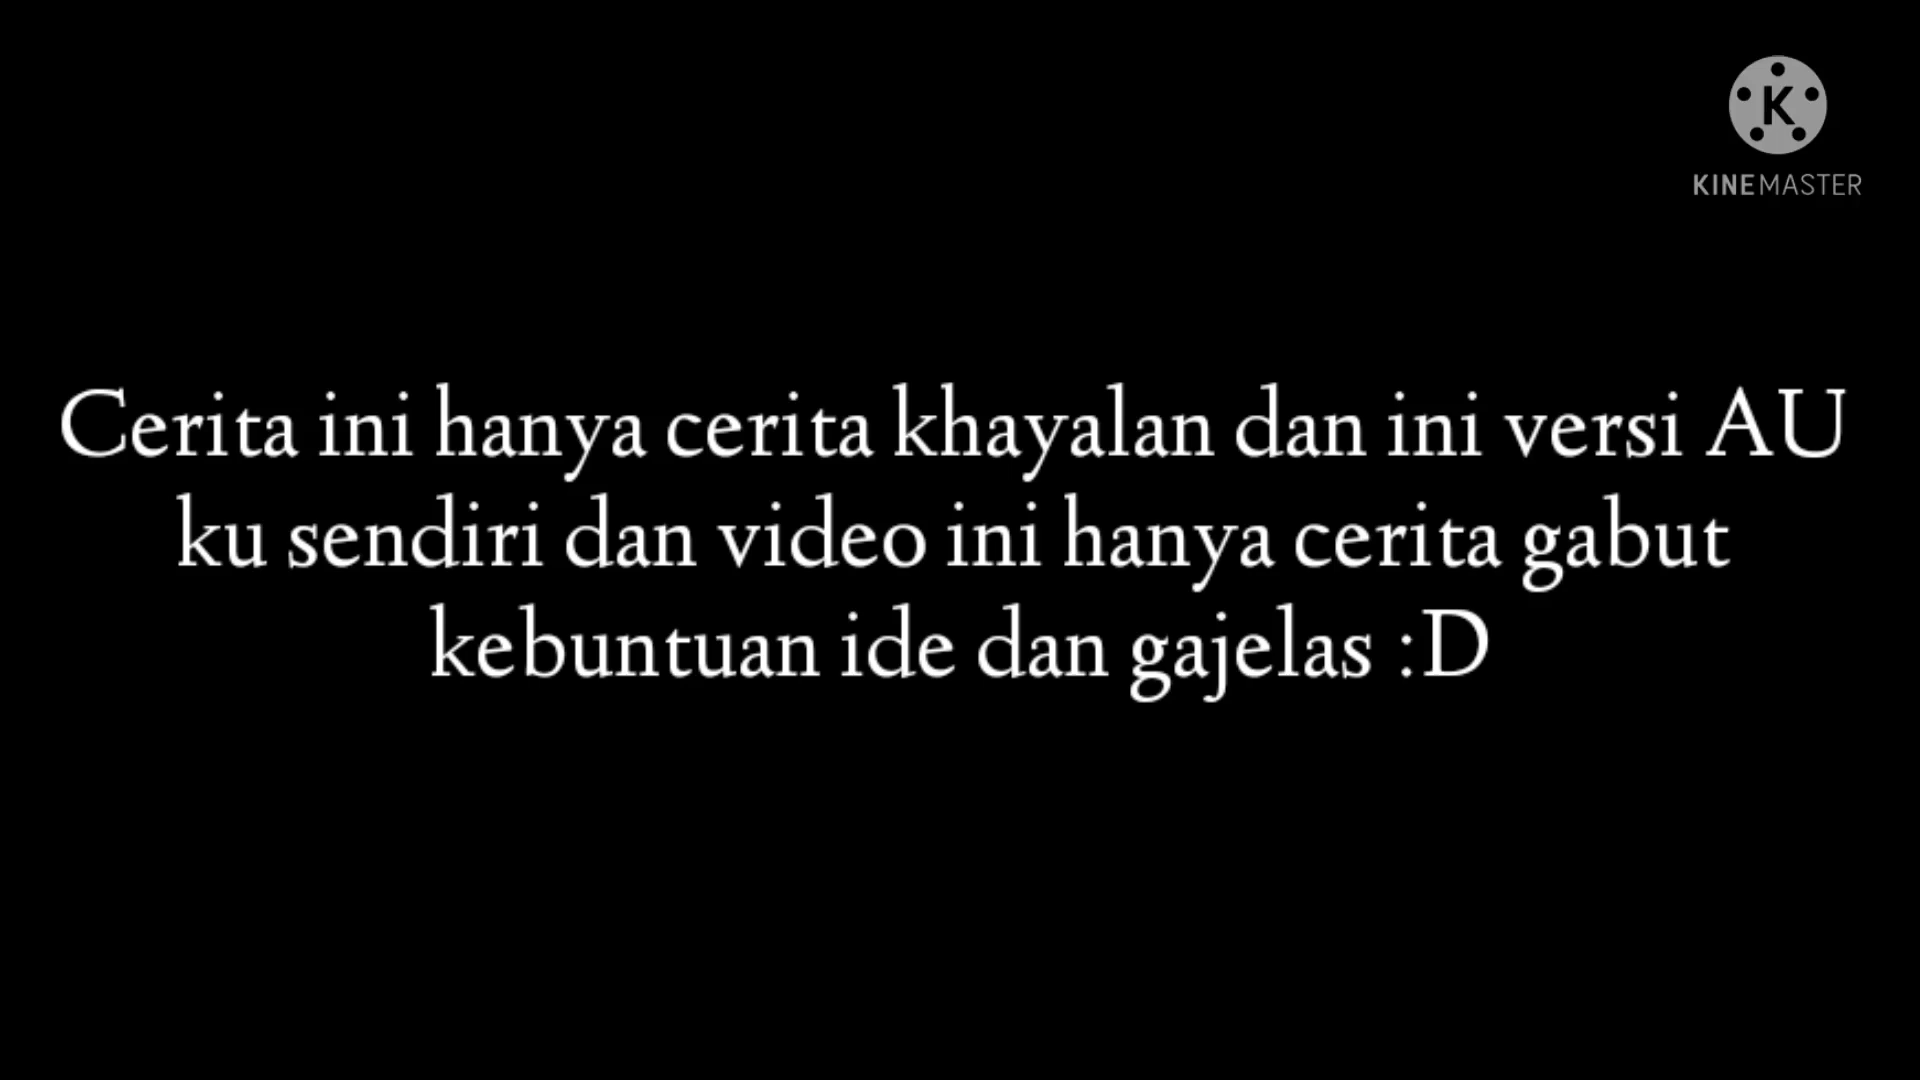 K
KINEMASTER
Cerita ini hanya cerita khayalan dan ini versi AU
ku sendiri dan video ini hanya cerita gabut
kebuntuan ide dan gajelas :D